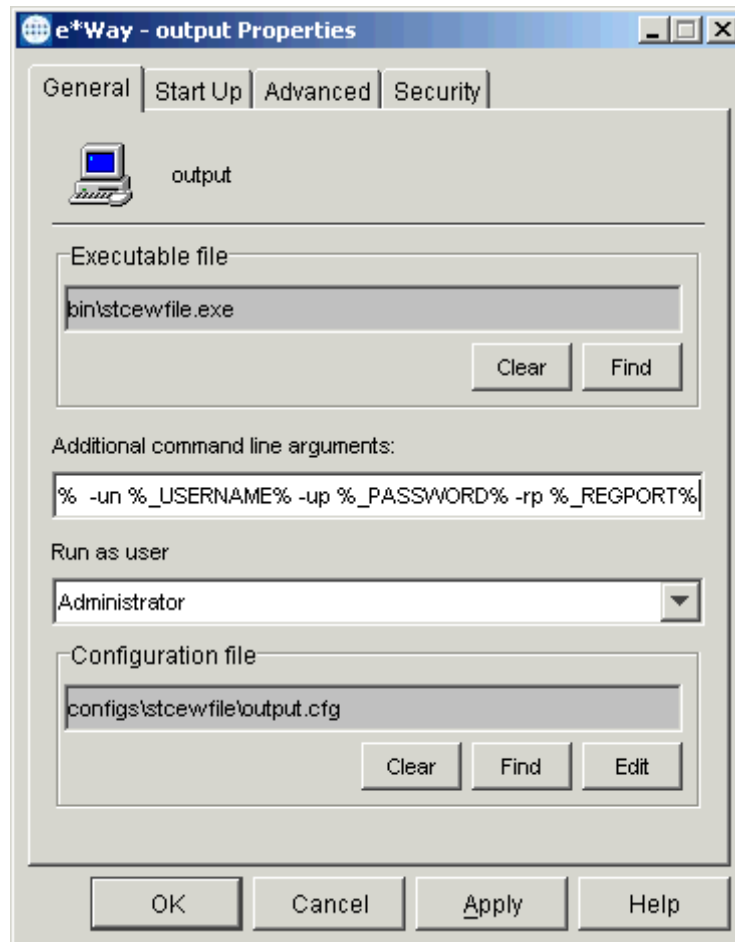 e*Way - output Properties
General Start Up Advanced Security
output
Executable file
bin\stcewfile.exe
Clear Find
Additional command line arguments:
% -un %_USERNAME% -up %_PASSWORD% -rp %_REGPORT%
Run as user
Administrator
Configuration file
configs\stcewfile\output.cfg
Clear Find Edit
OK Cancel Apply Help